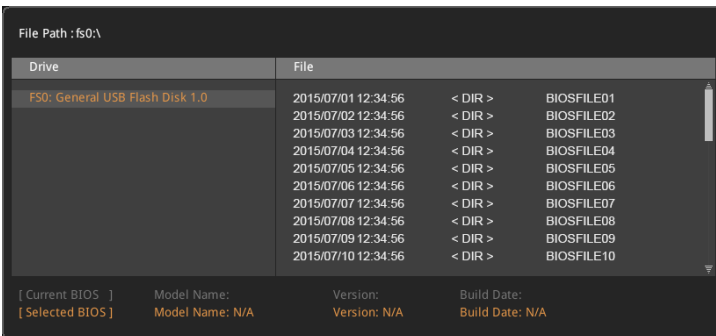 File Path : fs0:\
Drive File
FS0: General USB Flash Disk 1.0
2015/07/01 12:34:56 < DIR > BIOSFILE01
2015/07/02 12:34:56 < DIR > BIOSFILE02
2015/07/03 12:34:56 < DIR > BIOSFILE03
2015/07/04 12:34:56 < DIR > BIOSFILE04
2015/07/05 12:34:56 < DIR > BIOSFILE05
2015/07/06 12:34:56 < DIR > BIOSFILE06
2015/07/07 12:34:56 < DIR > BIOSFILE07
2015/07/08 12:34:56 < DIR > BIOSFILE08
2015/07/09 12:34:56 < DIR > BIOSFILE09
2015/07/10 12:34:56 < DIR > BIOSFILE10
[ Current BIOS ] Model Name: Version: Build Date:
[ Selected BIOS ] Model Name: N/A Version: N/A Build Date: N/A